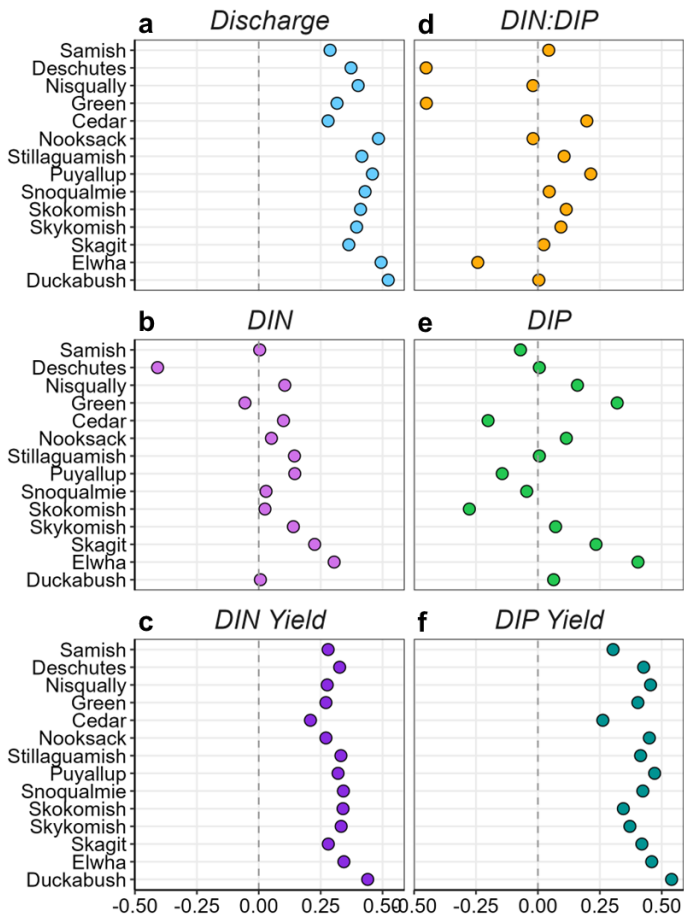 a Discharge
d DIN:DIP
Samish
Deschutes
Nisqually
Green
Cedar
Nooksack
Stillaguamish
Puyallup
Snoqualmie
Skokomish
Skykomish
Skagit
Elwha
Duckabush
b DIN
e DIP
Samish
Deschutes
Nisqually
Green
Cedar
Nooksack
Stillaguamish
Puyallup
Snoqualmie
Skokomish
Skykomish
Skagit
Elwha
Duckabush
c DIN Yield
f DIP Yield
Samish
Deschutes
Nisqually
Green
Cedar
Nooksack
Stillaguamish
Puyallup
Snoqualmie
Skokomish
Skykomish
Skagit
Elwha
Duckabush
-0.50 -0.25 0.00 0.25 0.50
-0.25 0.00 0.25 0.50